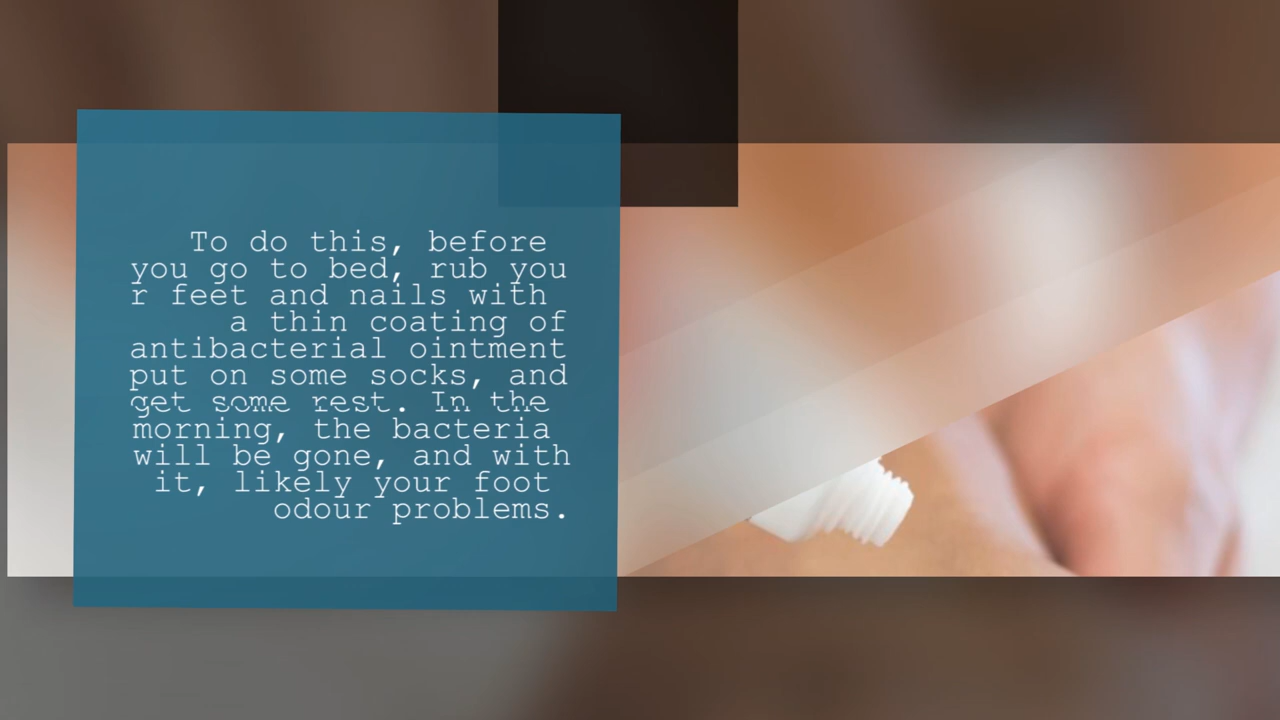 To do this, before
you go to bed, rub you
r feet and nails with
a thin coating of
antibacterial ointment
put on some socks, and
get some rest. In the
morning, the bacteria
will be gone, and with
it, likely your foot
odour problems.